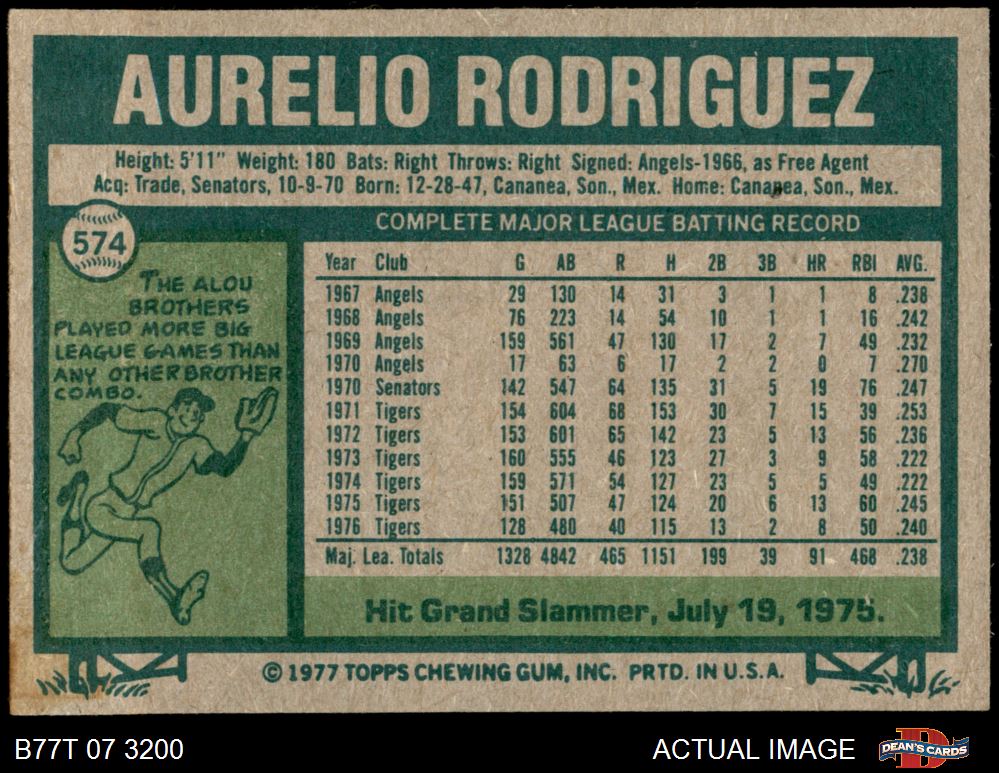 AURELIO RODRIGUEZ
Height: 5'11" Weight: 180 Bats: Right Throws: Right Signed: Angels-1966, as Free Agent
Acq: Trade, Senators, 10-9-70 Born: 12-28-47, Cananea, Son., Mex. Home: Cananea, Son., Mex.
574
THE ALOU
BROTHERS
PLAYED MORE BIG
LEAGUE GAMES THAN
ANY OTHER BROTHER
COMBO.
COMPLETE MAJOR LEAGUE BATTING RECORD
Year Club G AB R H 2B 3B HR RBI AVG.
1967 Angels 29 130 14 31 3 1 1 8 .238
1968 Angels 76 223 14 54 10 1 1 16 .242
1969 Angels 159 561 47 130 17 2 7 49 .232
1970 Angels 17 63 6 17 2 2 0 7 .270
1970 Senators 142 547 64 135 31 5 19 76 .247
1971 Tigers 154 604 68 153 30 7 15 39 .253
1972 Tigers 153 601 65 142 23 5 13 56 .236
1973 Tigers 160 555 46 123 27 3 9 58 .222
1974 Tigers 159 571 54 127 23 5 5 49 .222
1975 Tigers 151 507 47 124 20 6 13 60 .245
1976 Tigers 128 480 40 115 13 2 8 50 .240
Maj. Lea. Totals 1328 4842 465 1151 199 39 91 468 .238
Hit Grand Slammer, July 19, 1975.
© 1977 TOPPS CHEWING GUM, INC. PRTD. IN U.S.A.
B77T 07 3200
ACTUAL IMAGE
D
DEAN'S CARDS